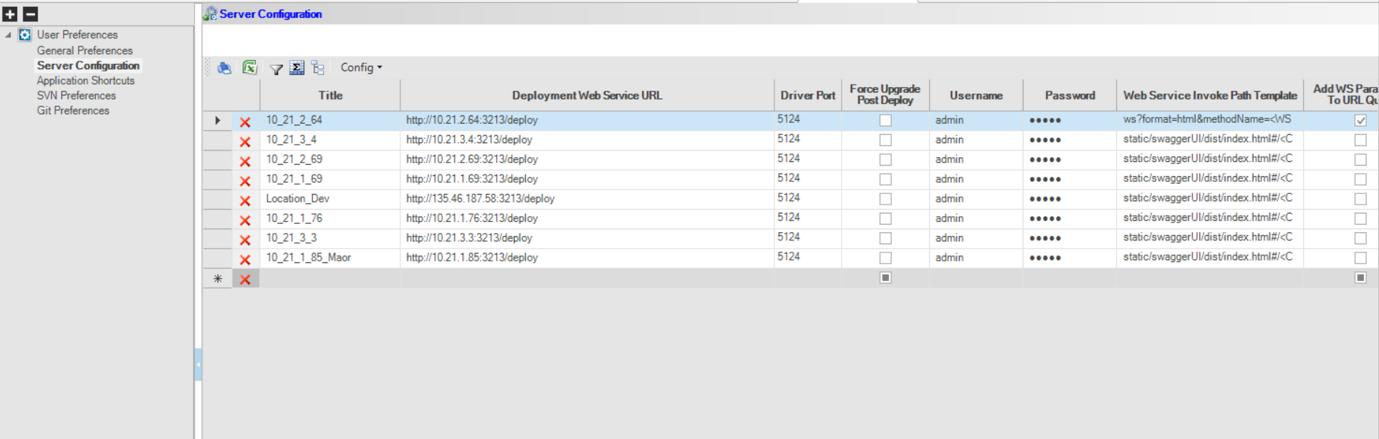 Server Configuration
User Preferences
General Preferences
Server Configuration
Application Shortcuts
SVN Preferences
Git Preferences
Config
Title Deployment Web Service URL Driver Port Force Upgrade Post Deploy Username Password Web Service Invoke Path Template Add WS Para To URL Qu
10_21_2_64 http://10.21.2.64:3213/deploy 5124 admin ●●●●● ws?format=html&methodName=<WS
10_21_3_4 http://10.21.3.4:3213/deploy 5124 admin ●●●●● static/swaggerUI/dist/index.html#/<C
10_21_2_69 http://10.21.2.69:3213/deploy 5124 admin ●●●●● static/swaggerUI/dist/index.html#/<C
10_21_1_69 http://10.21.1.69:3213/deploy 5124 admin ●●●●● static/swaggerUI/dist/index.html#/<C
Location_Dev http://135.46.187.58:3213/deploy 5124 admin ●●●●● static/swaggerUI/dist/index.html#/<C
10_21_1_76 http://10.21.1.76:3213/deploy 5124 admin ●●●●● static/swaggerUI/dist/index.html#/<C
10_21_3_3 http://10.21.3.3:3213/deploy 5124 admin ●●●●● static/swaggerUI/dist/index.html#/<C
10_21_1_85_Maor http://10.21.1.85:3213/deploy 5124 admin ●●●●● static/swaggerUI/dist/index.html#/<C